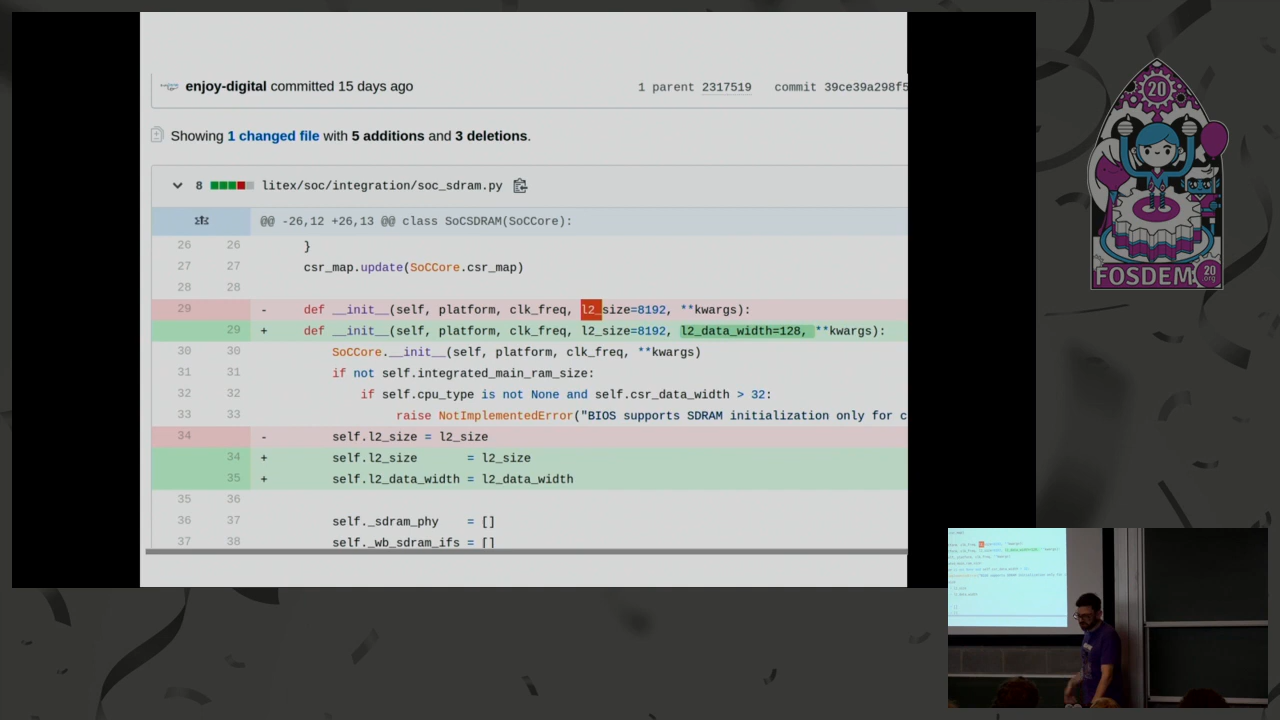 enjoy-digital committed 15 days ago 1 parent 2317519 commit 39ce39a298f5
Showing 1 changed file with 5 additions and 3 deletions.
8 litex/soc/integration/soc_sdram.py
@@ -26,12 +26,13 @@ class SoCSDRAM(SoCCore):
26 26 }
27 27 csr_map.update(SoCCore.csr_map)
28 28
29 - def __init__(self, platform, clk_freq, l2_size=8192, **kwargs):
29 + def __init__(self, platform, clk_freq, l2_size=8192, l2_data_width=128, **kwargs):
30 30 SoCCore.__init__(self, platform, clk_freq, **kwargs)
31 31 if not self.integrated_main_ram_size:
32 32 if self.cpu_type is not None and self.csr_data_width > 32:
33 33 raise NotImplementedError("BIOS supports SDRAM initialization only for c
34 - self.l2_size = l2_size
34 + self.l2_size = l2_size
35 + self.l2_data_width = l2_data_width
35 36
36 37 self._sdram_phy = []
37 38 self._wb_sdram_ifs = []
20
FOSDEM 20
.org